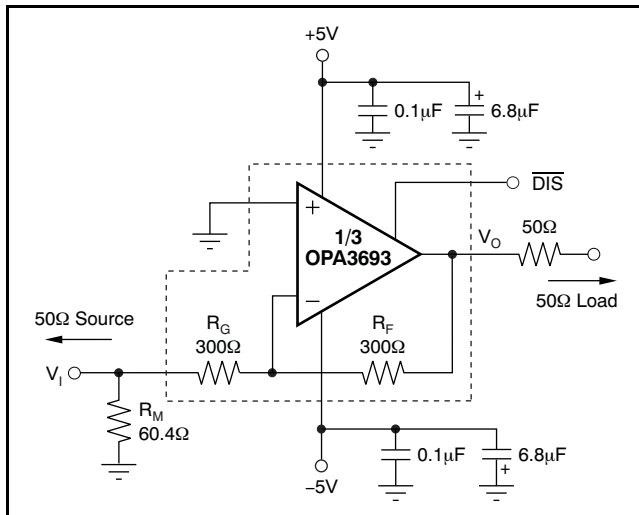 +5V
0.1μF
+
6.8μF
DIS
+
1/3
OPA3693
−
V_O
50Ω
50Ω Load
50Ω Source
R_G
300Ω
R_F
300Ω
V_I
R_M
60.4Ω
0.1μF
6.8μF
+
−5V